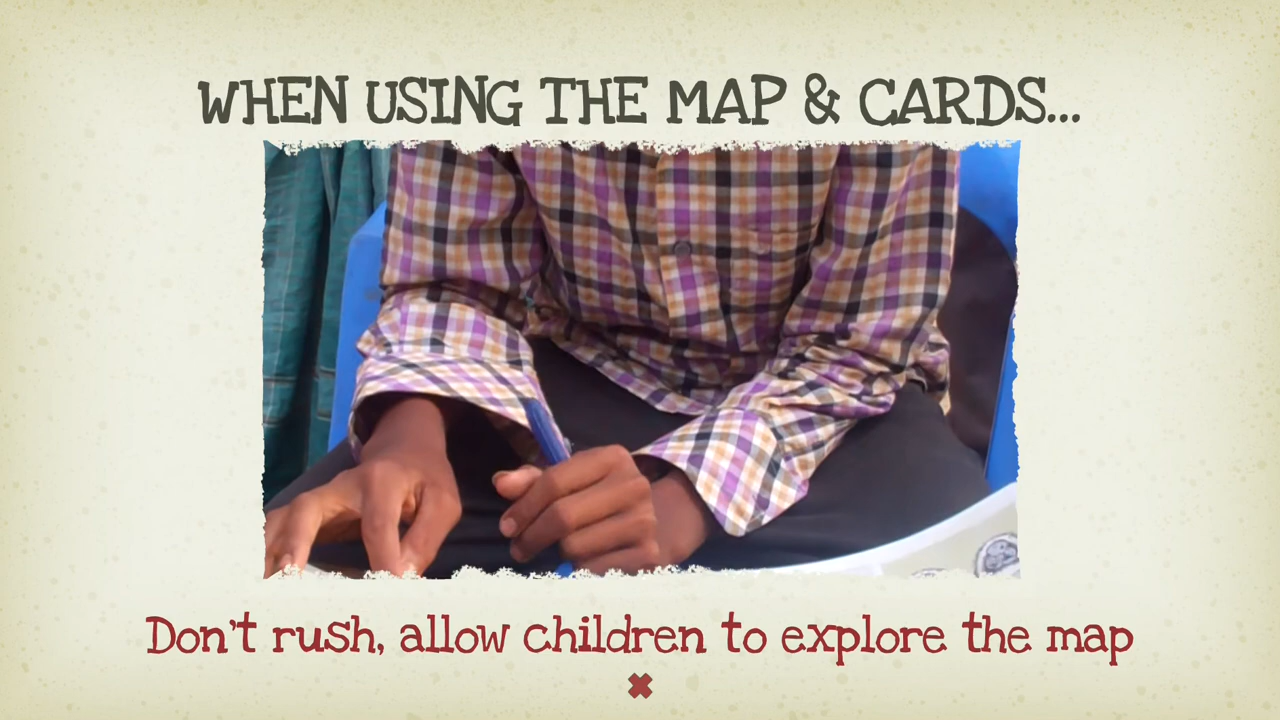 WHEN USING THE MAP & CARDS...
Don't rush, allow children to explore the map